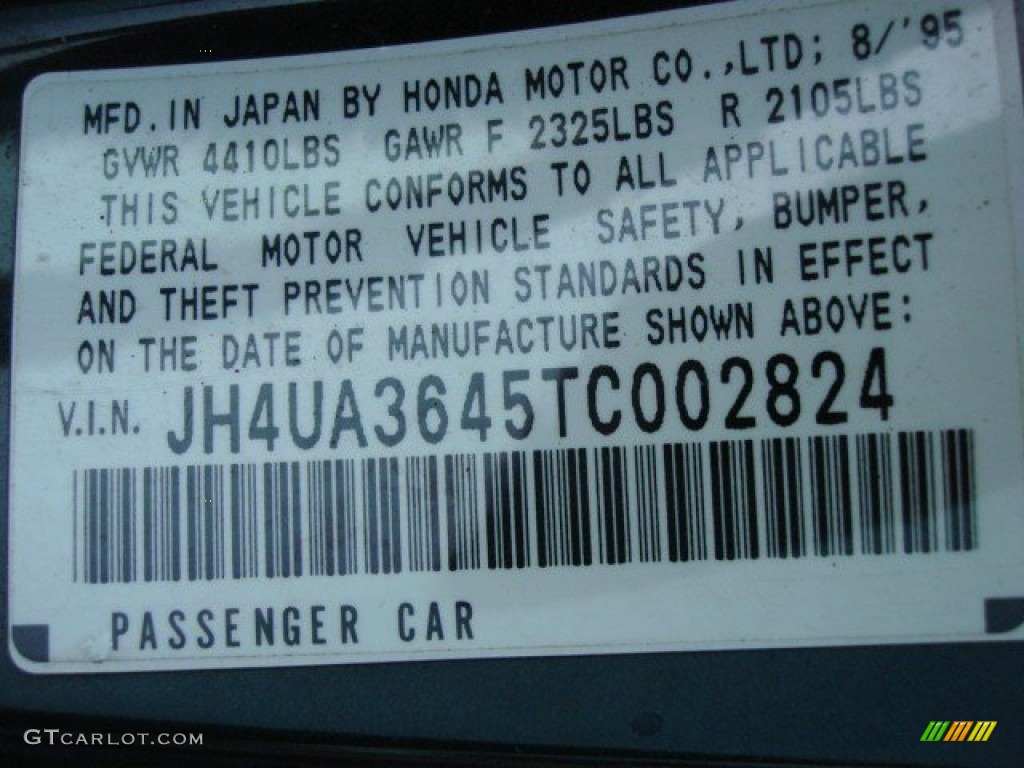 MFD. IN JAPAN BY HONDA MOTOR CO.,LTD; 8/'95
GVWR 4410LBS GAWR F 2325LBS R 2105LBS
THIS VEHICLE CONFORMS TO ALL APPLICABLE
FEDERAL MOTOR VEHICLE SAFETY, BUMPER,
AND THEFT PREVENTION STANDARDS IN EFFECT
ON THE DATE OF MANUFACTURE SHOWN ABOVE:
V.I.N. JH4UA3645TC002824
PASSENGER CAR
GTCARLOT.COM